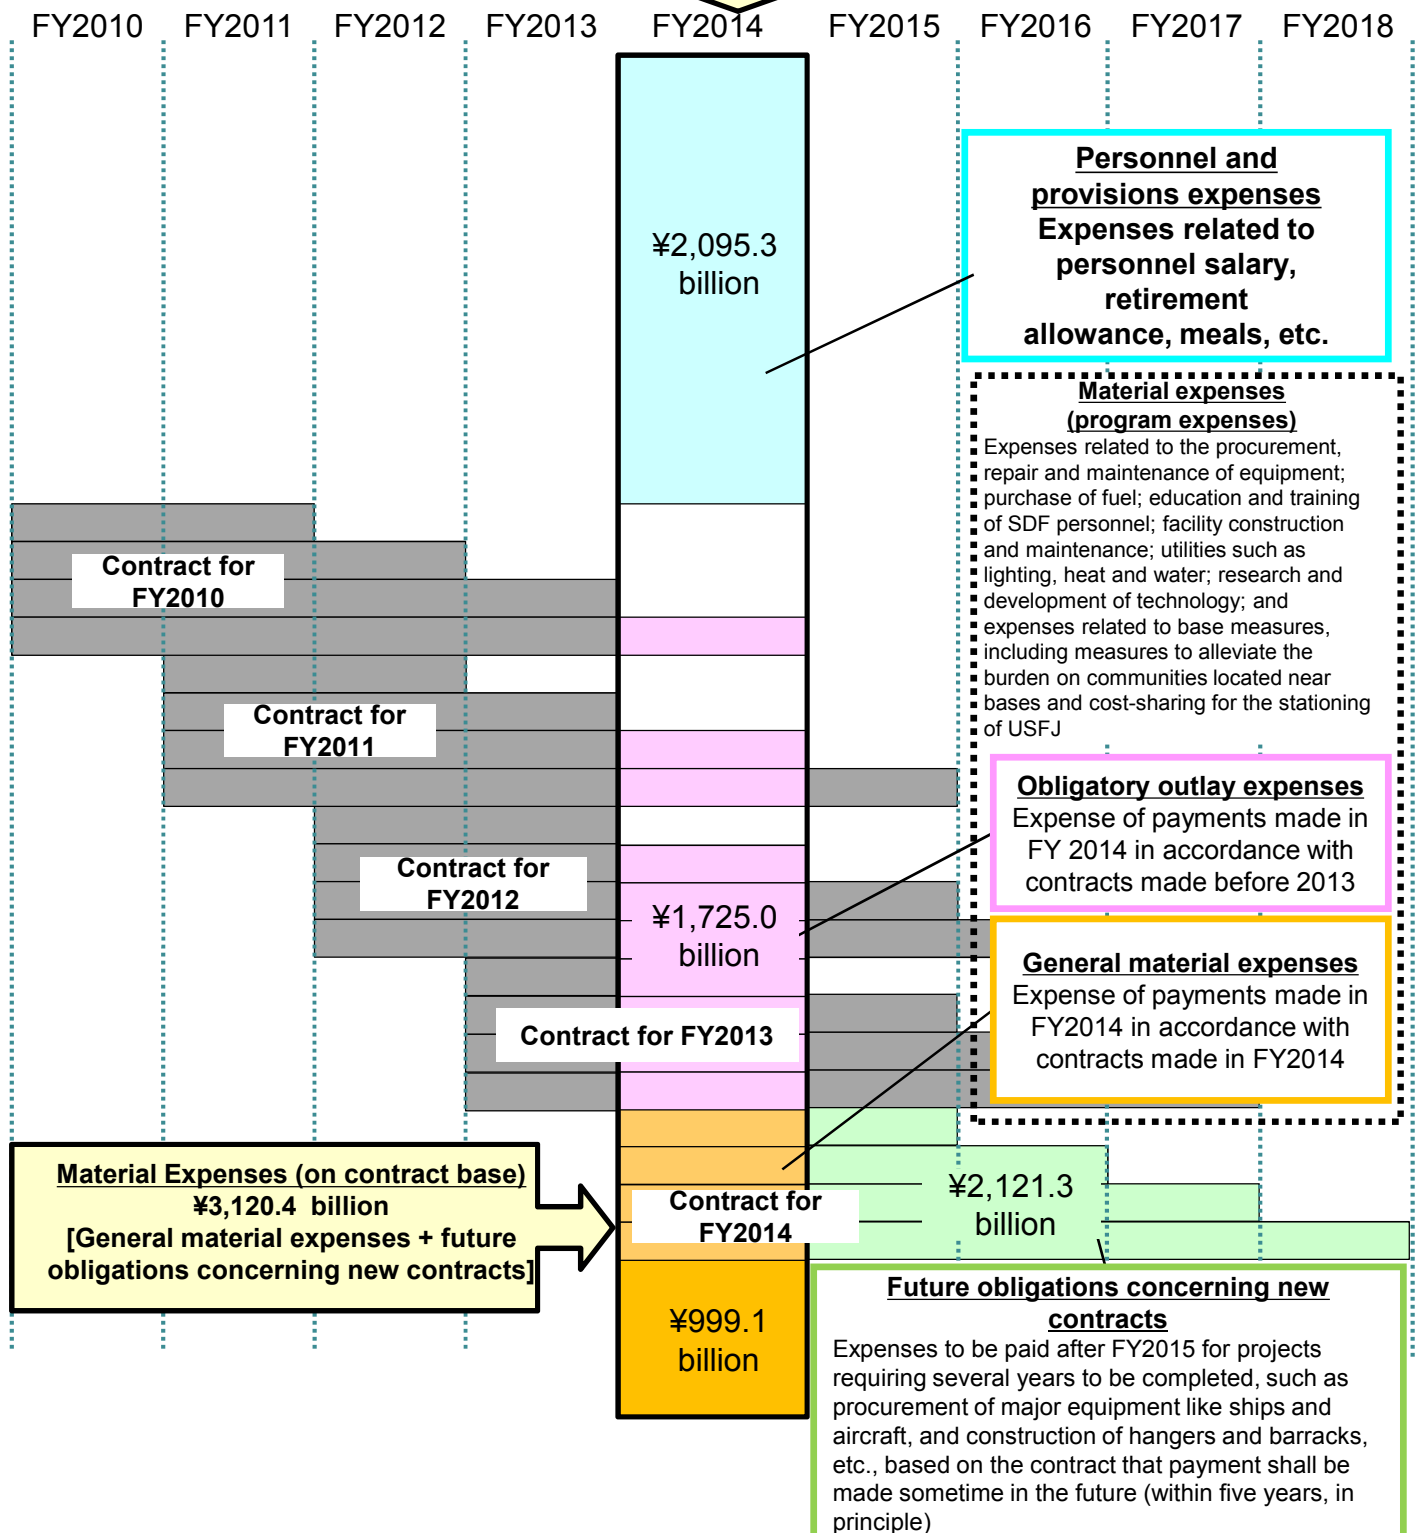 FY2010 FY2011 FY2012 FY2013 FY2014 FY2015 FY2016 FY2017 FY2018
¥2,095.3
billion
Personnel and
provisions expenses
Expenses related to
personnel salary,
retirement
allowance, meals, etc.
Material expenses
(program expenses)
Expenses related to the procurement,
repair and maintenance of equipment;
purchase of fuel; education and training
of SDF personnel; facility construction
and maintenance; utilities such as
lighting, heat and water; research and
development of technology; and
expenses related to base measures,
including measures to alleviate the
burden on communities located near
bases and cost-sharing for the stationing
of USFJ
Contract for
FY2010
Contract for
FY2011
Contract for
FY2012
¥1,725.0
billion
Obligatory outlay expenses
Expense of payments made in
FY 2014 in accordance with
contracts made before 2013
General material expenses
Expense of payments made in
FY2014 in accordance with
contracts made in FY2014
Contract for FY2013
Material Expenses (on contract base)
¥3,120.4 billion
[General material expenses + future
obligations concerning new contracts]
Contract for
FY2014
¥2,121.3
billion
¥999.1
billion
Future obligations concerning new
contracts
Expenses to be paid after FY2015 for projects
requiring several years to be completed, such as
procurement of major equipment like ships and
aircraft, and construction of hangers and barracks,
etc., based on the contract that payment shall be
made sometime in the future (within five years, in
principle)